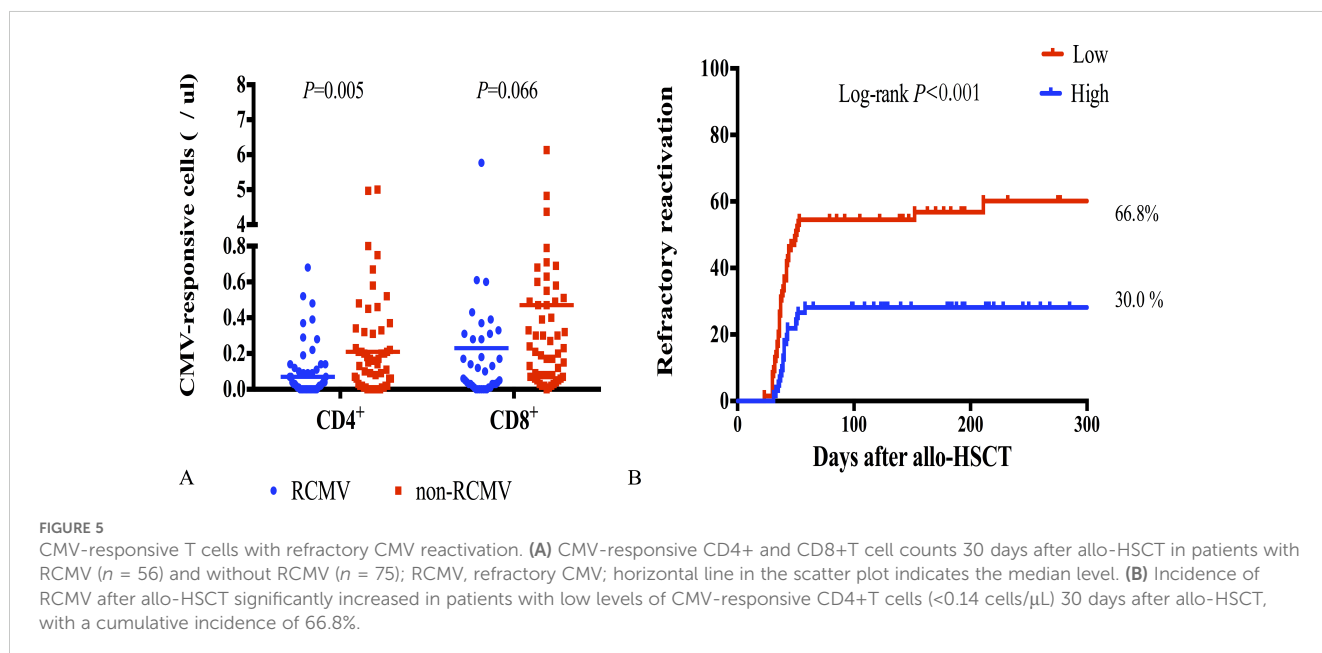 CMV-responsive cells ( / ul)
8
7
6
5
4
0.8
0.6
0.4
0.2
0.0
P=0.005
P=0.066
CD4+
CD8+
A
RCMV
non-RCMV
Low
High
Log-rank P<0.001
Refractory reactivation
100
80
60
40
20
0
66.8%
30.0 %
0
100
200
300
Days after allo-HSCT
B
FIGURE 5
CMV-responsive T cells with refractory CMV reactivation. (A) CMV-responsive CD4+ and CD8+T cell counts 30 days after allo-HSCT in patients with
RCMV (n = 56) and without RCMV (n = 75); RCMV, refractory CMV; horizontal line in the scatter plot indicates the median level. (B) Incidence of
RCMV after allo-HSCT significantly increased in patients with low levels of CMV-responsive CD4+T cells (<0.14 cells/μL) 30 days after allo-HSCT,
with a cumulative incidence of 66.8%.